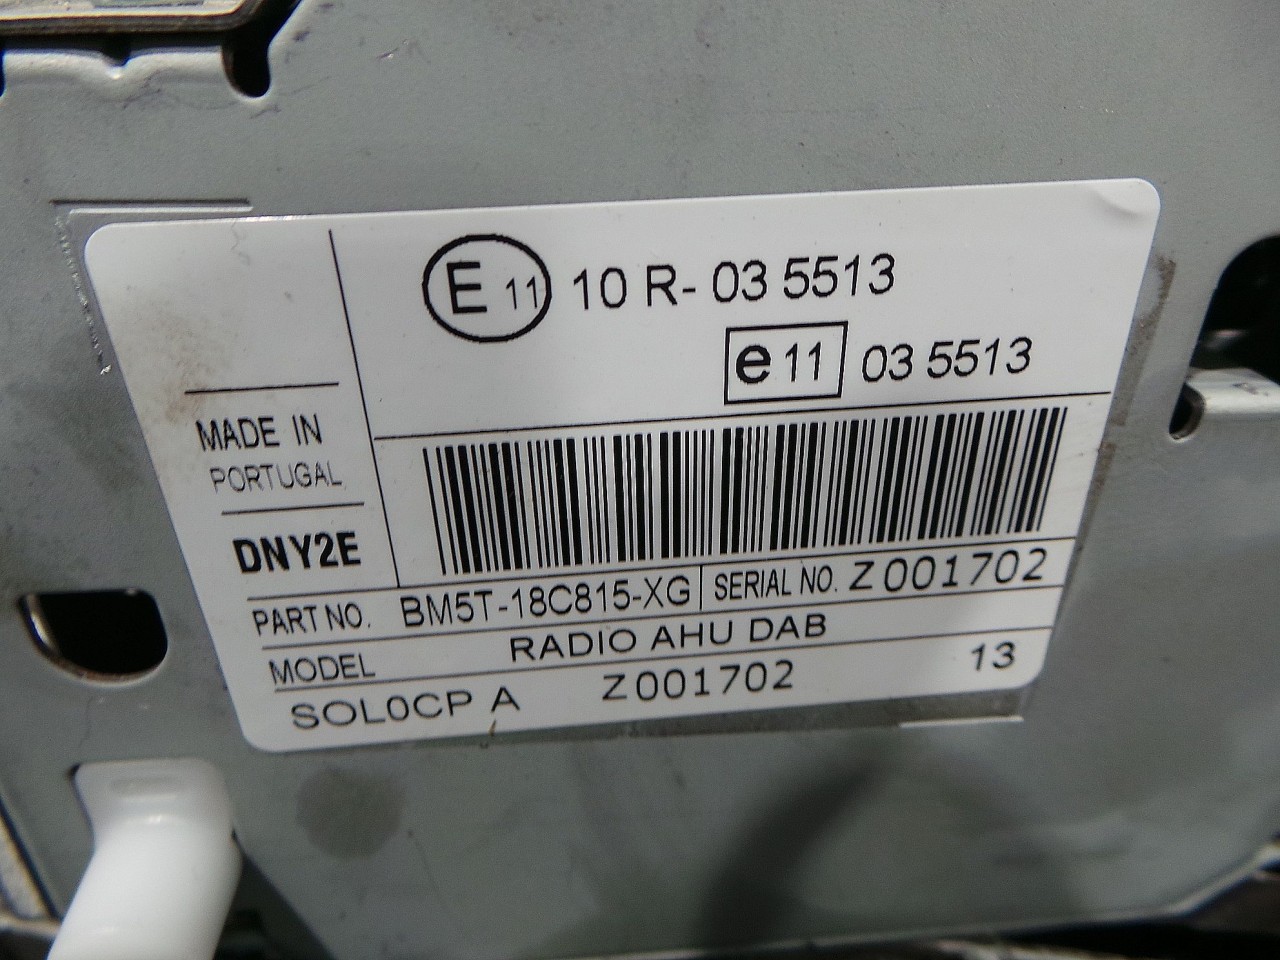 E 11 10 R- 03 5513
e 11 03 5513
MADE IN
PORTUGAL
DNY2E
PART NO. BM5T-18C815-XG SERIAL NO. Z001702
MODEL RADIO AHU DAB
SOL0CP A Z001702 13